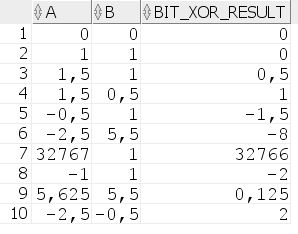 A B BIT_XOR_RESULT
1 0 0 0
2 1 1 0
3 1,5 1 0,5
4 1,5 0,5 1
5 -0,5 1 -1,5
6 -2,5 5,5 -8
7 32767 1 32766
8 -1 1 -2
9 5,625 5,5 0,125
10 -2,5 -0,5 2